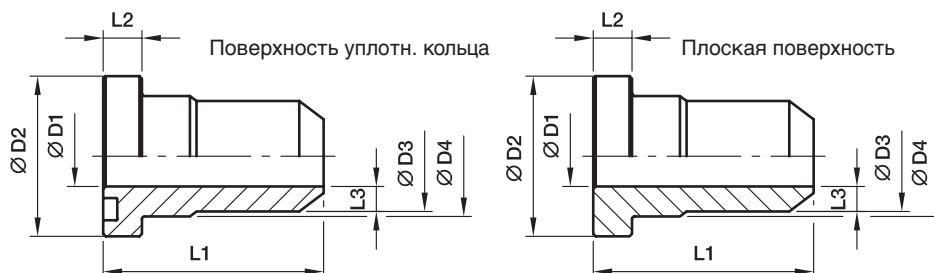 L2
Поверхность уплотн. кольца
Ø D2
Ø D1
L3
Ø D3
Ø D4
L1
L2
Плоская поверхность
Ø D2
Ø D1
L3
Ø D3
Ø D4
L1